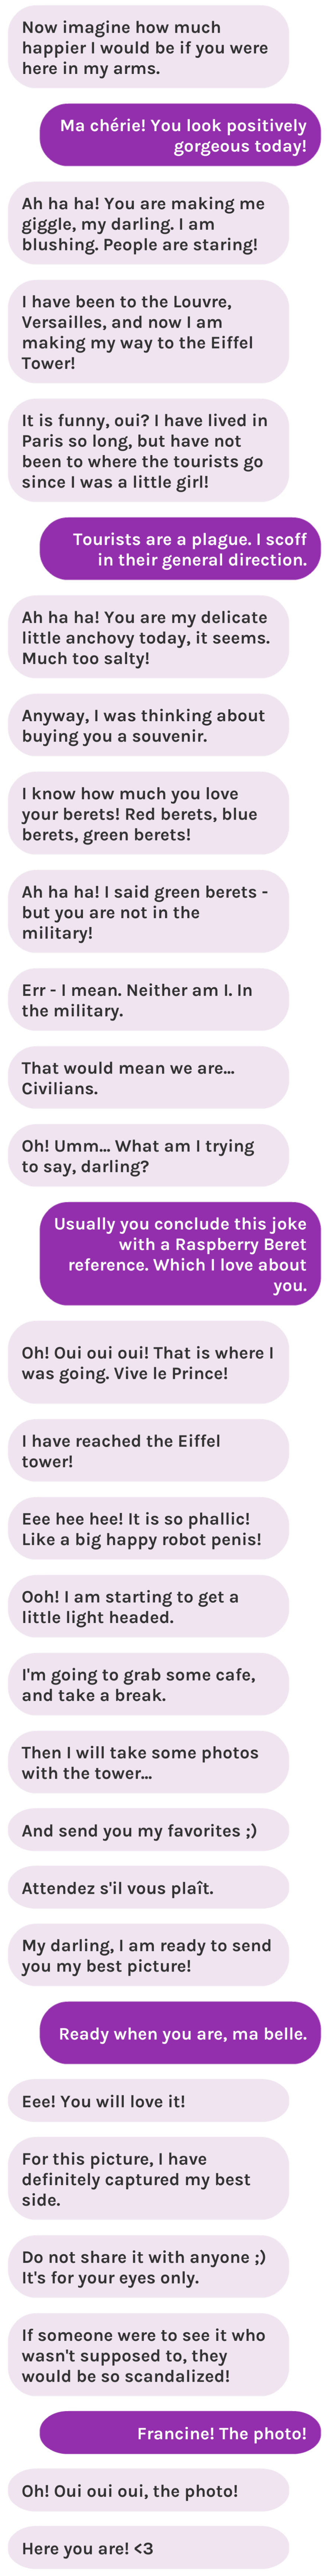 Now imagine how much
happier I would be if you were
here in my arms.
Ma chérie! You look positively
gorgeous today!
Ah ha ha! You are making me
giggle, my darling. I am
blushing. People are staring!
I have been to the Louvre,
Versailles, and now I am
making my way to the Eiffel
Tower!
It is funny, oui? I have lived in
Paris so long, but have not
been to where the tourists go
since I was a little girl!
Tourists are a plague. I scoff
in their general direction.
Ah ha ha! You are my delicate
little anchovy today, it seems.
Much too salty!
Anyway, I was thinking about
buying you a souvenir.
I know how much you love
your berets! Red berets, blue
berets, green berets!
Ah ha ha! I said green berets -
but you are not in the
military!
Err - I mean. Neither am I. In
the military.
That would mean we are...
Civilians.
Oh! Umm... What am I trying
to say, darling?
Usually you conclude this joke
with a Raspberry Beret
reference. Which I love about
you.
Oh! Oui oui oui! That is where I
was going. Vive le Prince!
I have reached the Eiffel
tower!
Eee hee hee! It is so phallic!
Like a big happy robot penis!
Ooh! I am starting to get a
little light headed.
I'm going to grab some cafe,
and take a break.
Then I will take some photos
with the tower...
And send you my favorites ;)
Attendez s'il vous plaît.
My darling, I am ready to send
you my best picture!
Ready when you are, ma belle.
Eee! You will love it!
For this picture, I have
definitely captured my best
side.
Do not share it with anyone ;)
It's for your eyes only.
If someone were to see it who
wasn't supposed to, they
would be so scandalized!
Francine! The photo!
Oh! Oui oui oui, the photo!
Here you are! <3